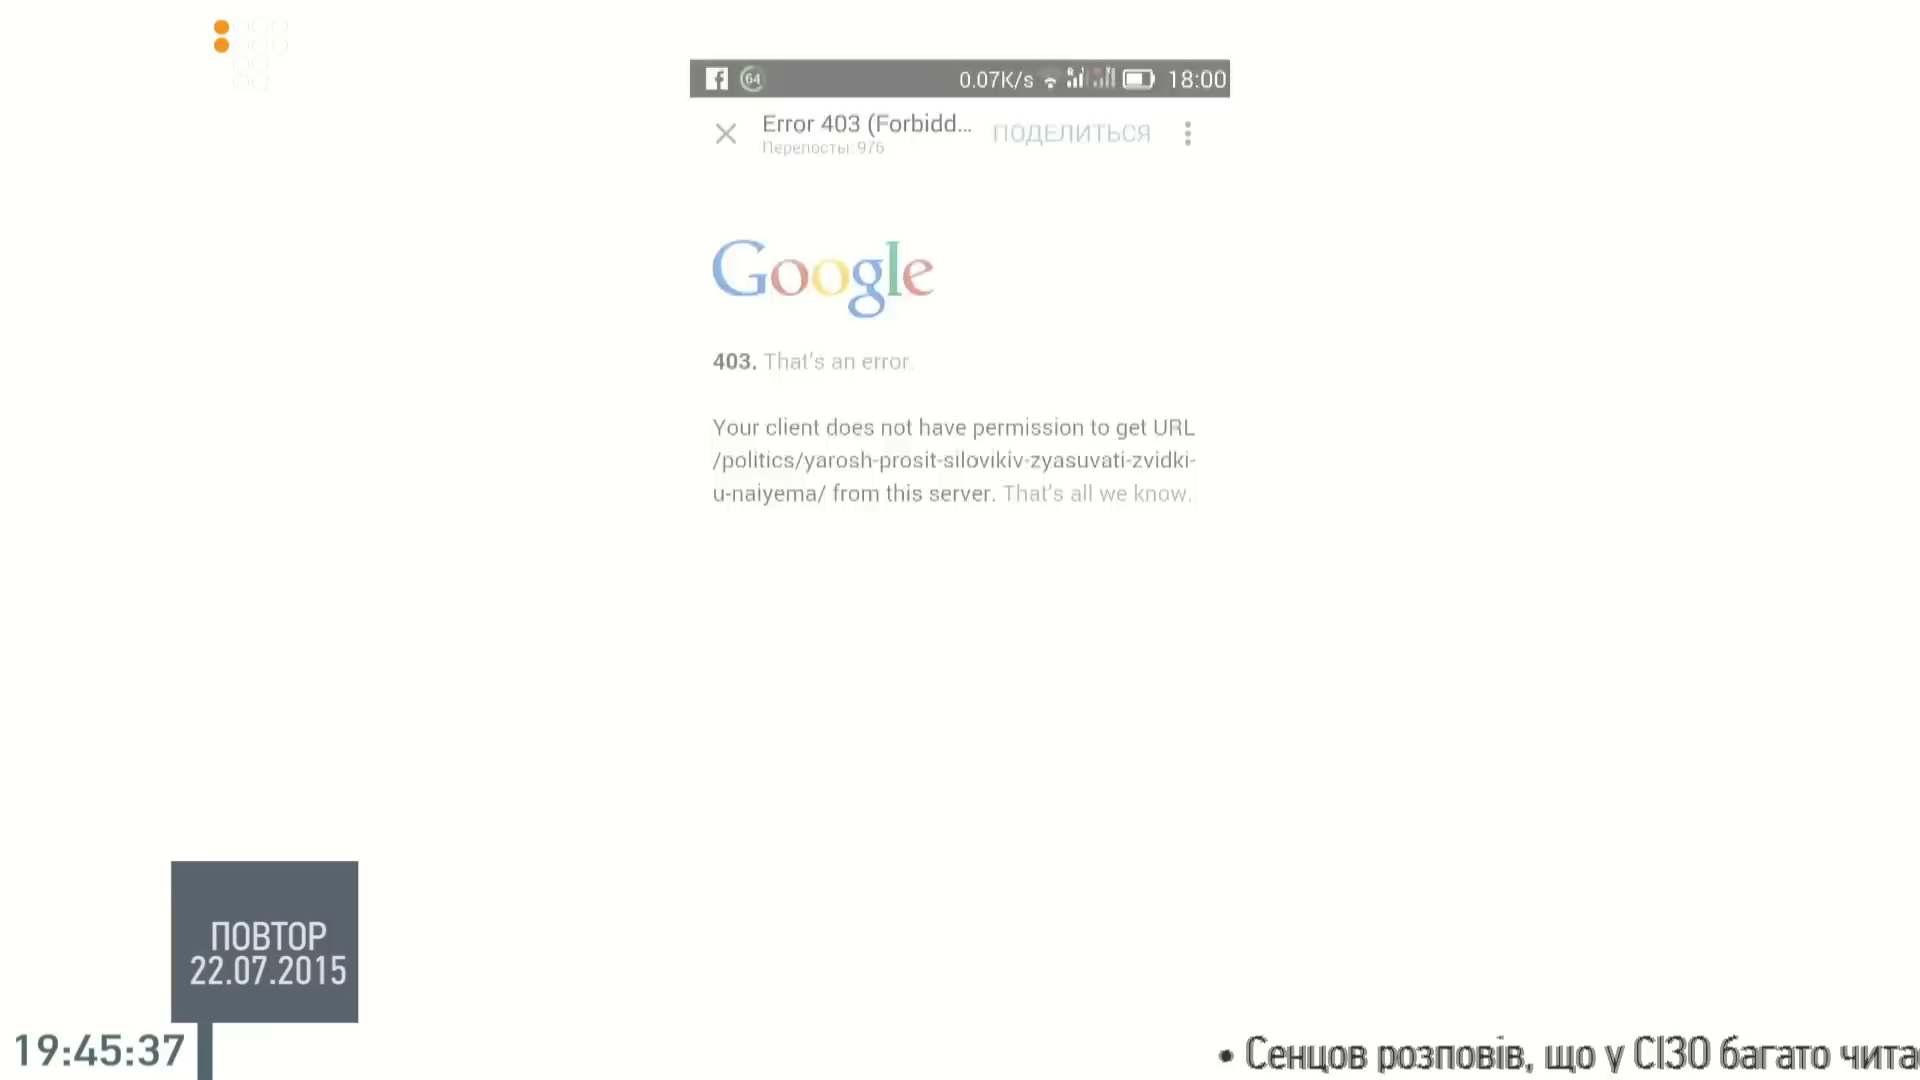 64
0.07K/s
18:00
Error 403 (Forbidd...
Перепосты: 976
ПОДЕЛИТЬСЯ
Google
403. That's an error.
Your client does not have permission to get URL
/politics/yarosh-prosit-silovikiv-zyasuvati-zvidki-
u-naiyema/ from this server. That's all we know.
ПОВТОР
22.07.2015
19:45:37
• Сенцов розповів, що у СІЗО багато чита